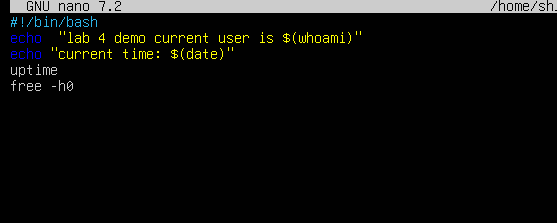 GNU nano 7.2 /home/sh
#!/bin/bash
echo  "lab 4 demo current user is $(whoami)"
echo "current time: $(date)"
uptime
free -h0